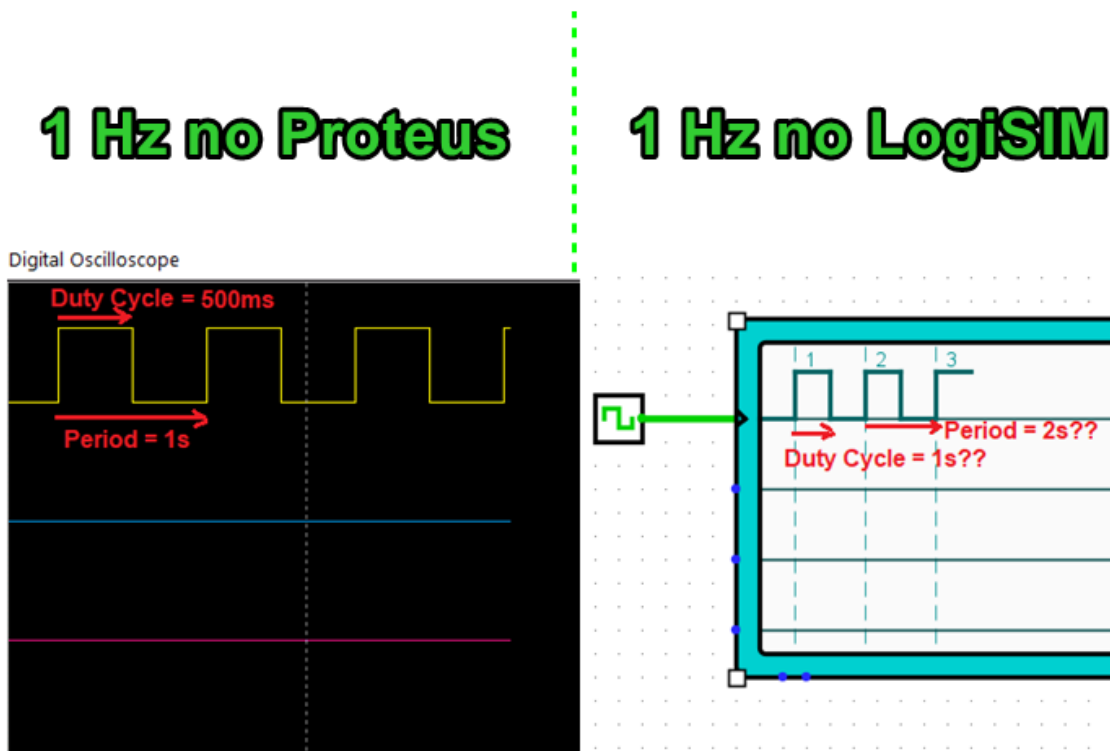 1 Hz no Proteus
1 Hz no LogiSIM
Digital Oscilloscope
Duty Cycle = 500ms
Period = 1s
1 2 3
Period = 2s??
Duty Cycle = 1s??